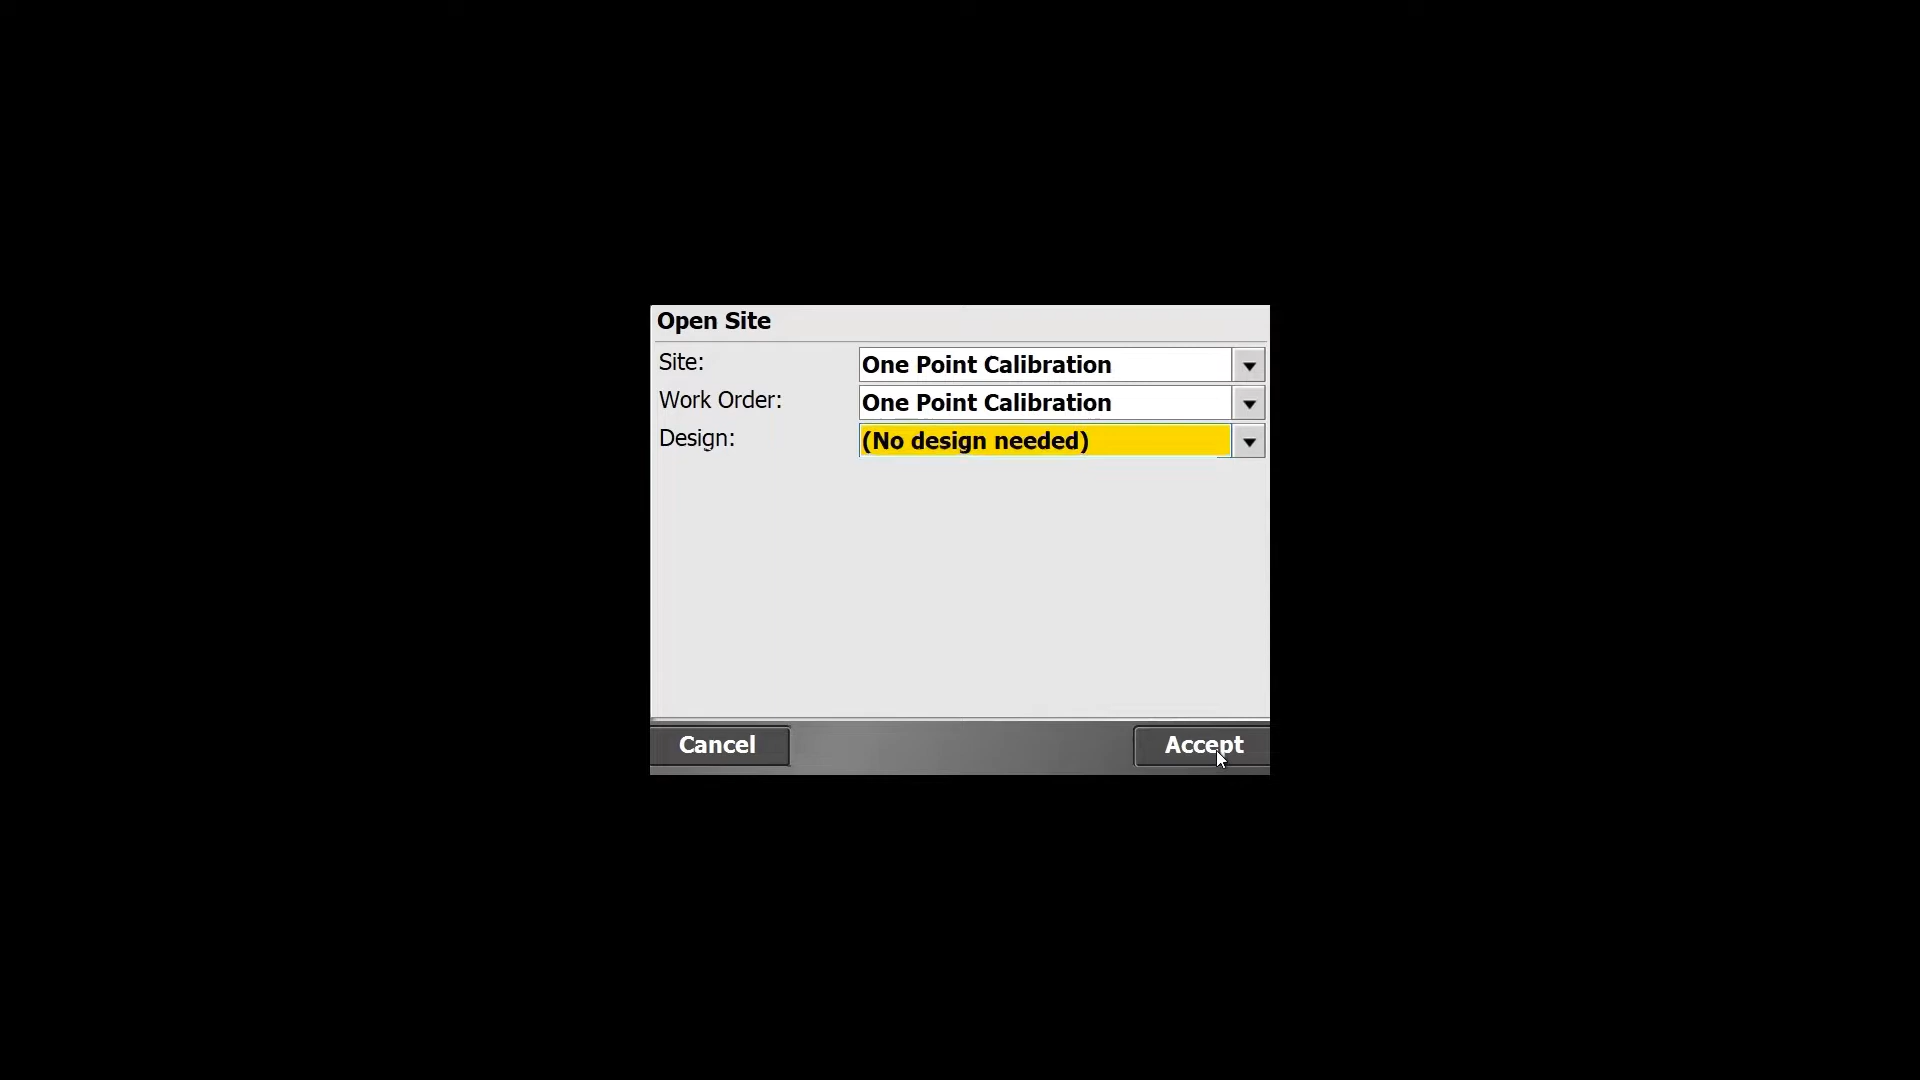 Open Site
Site: One Point Calibration
Work Order: One Point Calibration
Design: (No design needed)
Cancel Accept